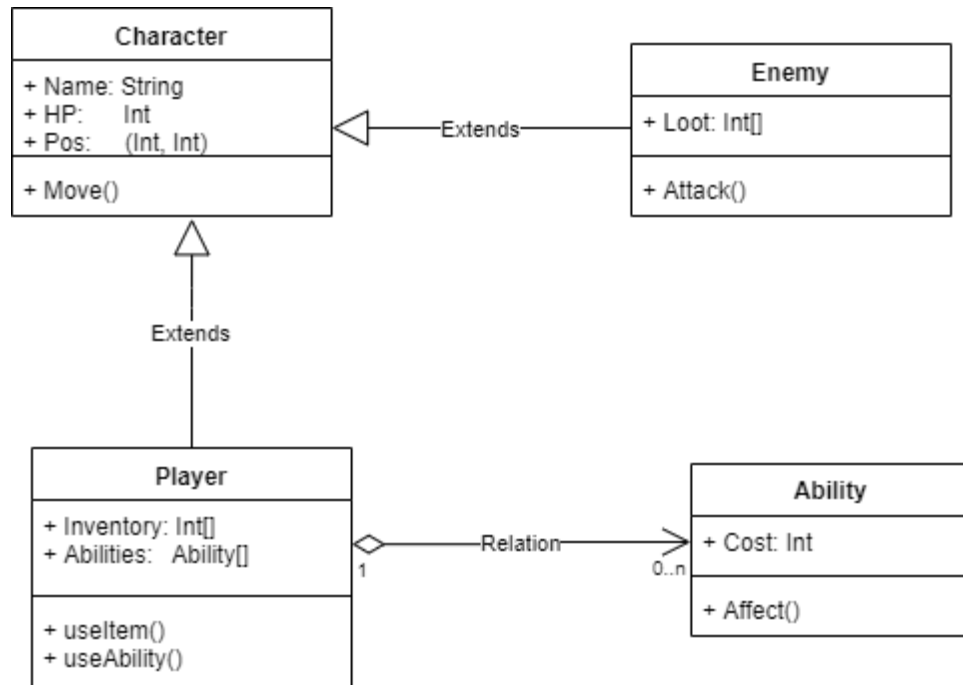 Character
+ Name: String
+ HP: Int
+ Pos: (Int, Int)
+ Move()
Extends
Enemy
+ Loot: Int[]
+ Attack()
Extends
Player
+ Inventory: Int[]
+ Abilities: Ability[]
+ useItem()
+ useAbility()
1
Relation
0..n
Ability
+ Cost: Int
+ Affect()